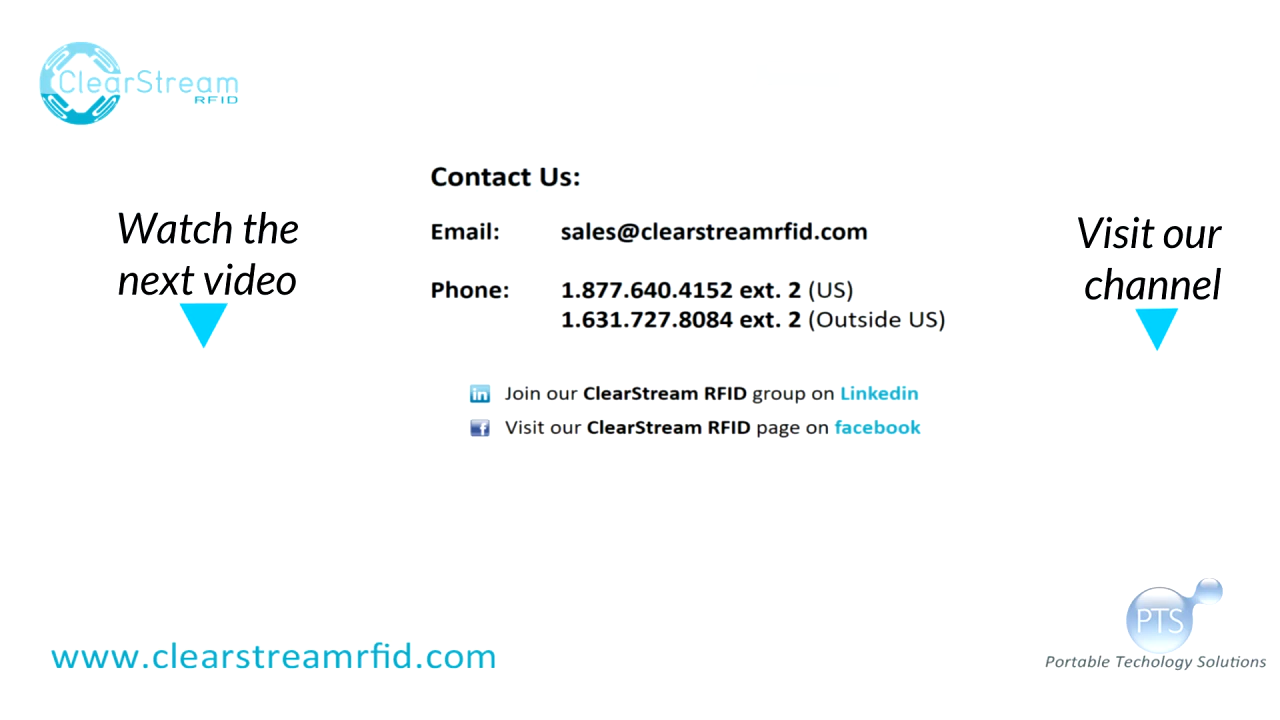 ClearStream
RFID
Contact Us:
Watch the
next video
Email: sales@clearstreamrfid.com
Phone: 1.877.640.4152 ext. 2 (US)
1.631.727.8084 ext. 2 (Outside US)
Visit our
channel
in Join our ClearStream RFID group on Linkedin
f Visit our ClearStream RFID page on facebook
www.clearstreamrfid.com
PTS
Portable Techology Solutions